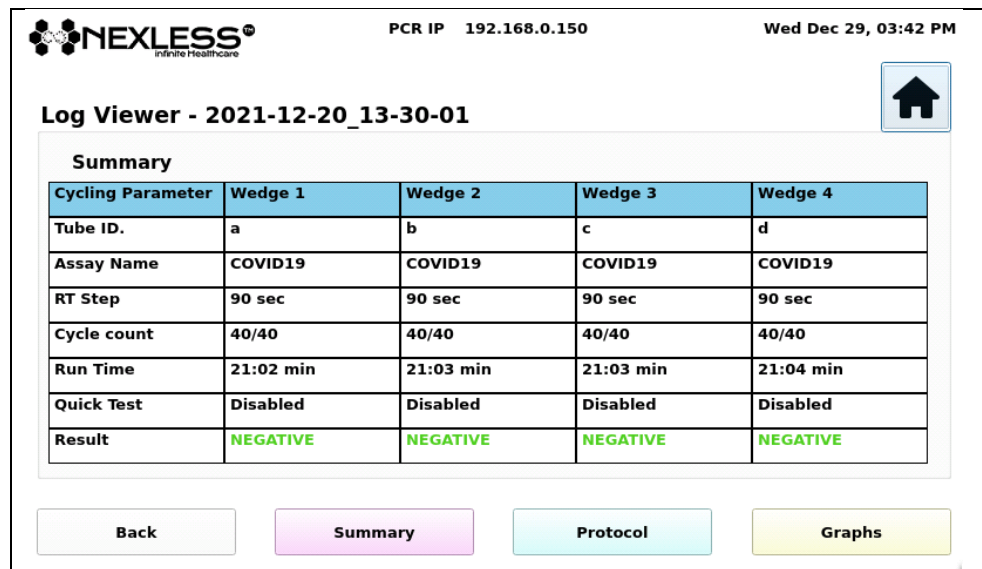 NEXLESS TM
infinite Healthcare
PCR IP 192.168.0.150
Wed Dec 29, 03:42 PM
Log Viewer - 2021-12-20_13-30-01
Summary
Cycling Parameter Wedge 1 Wedge 2 Wedge 3 Wedge 4
Tube ID. a b c d
Assay Name COVID19 COVID19 COVID19 COVID19
RT Step 90 sec 90 sec 90 sec 90 sec
Cycle count 40/40 40/40 40/40 40/40
Run Time 21:02 min 21:03 min 21:03 min 21:04 min
Quick Test Disabled Disabled Disabled Disabled
Result NEGATIVE NEGATIVE NEGATIVE NEGATIVE
Back Summary Protocol Graphs